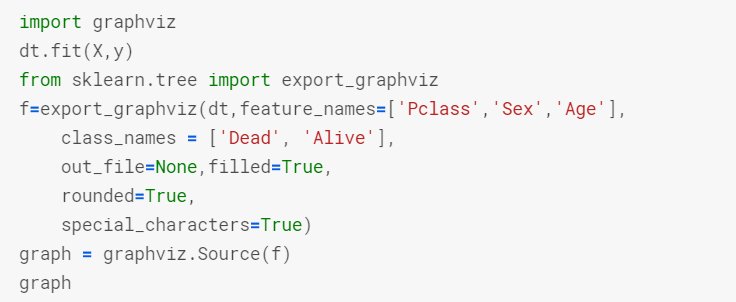 import graphviz
dt.fit(X,y)
from sklearn.tree import export_graphviz
f=export_graphviz(dt,feature_names=['Pclass','Sex','Age'],
    class_names = ['Dead', 'Alive'],
    out_file=None,filled=True,
    rounded=True,
    special_characters=True)
graph = graphviz.Source(f)
graph